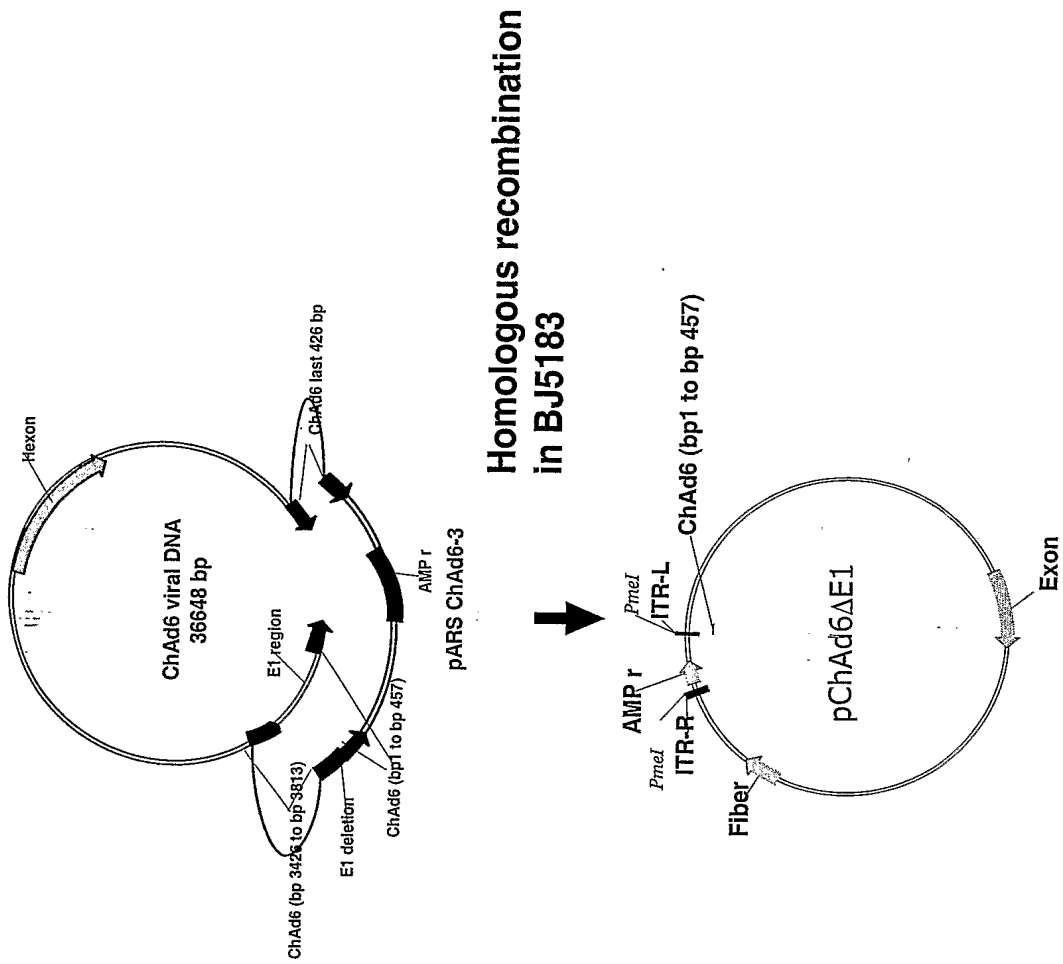 Hexon
ChAd6 viral DNA
36648 bp
ChAd6 last 426 bp
E1 region
AMP r
pARS ChAd6-3
ChAd6 (bp1 to bp 457)
E1 deletion
ChAd6 (bp 3426 to bp 3813)
Homologous recombination
in BJ5183
ChAd6 (bp1 to bp 457)
PmeI
ITR-L
AMP r
PmeI
ITR-R
Fiber
pChAd6ΔE1
Exon